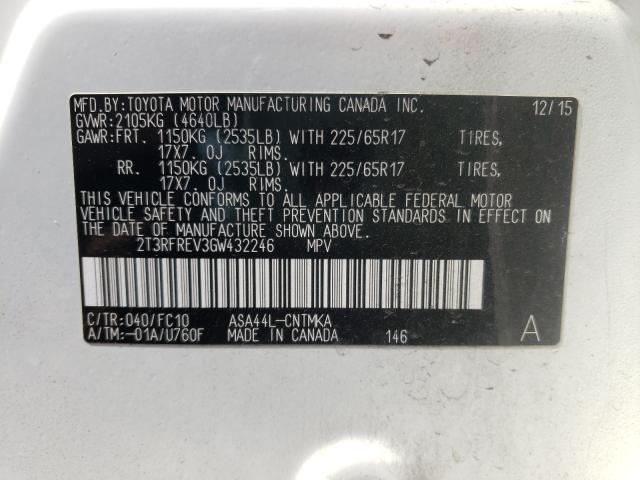 MFD.BY:TOYOTA MOTOR MANUFACTURING CANADA INC. 12/15
GVWR:2105KG (4640LB)
GAWR:FRT. 1150KG (2535LB) WITH 225/65R17 TIRES,
17X7. 0J RIMS.
RR. 1150KG (2535LB) WITH 225/65R17 TIRES,
17X7. 0J RIMS.
THIS VEHICLE CONFORMS TO ALL APPLICABLE FEDERAL MOTOR
VEHICLE SAFETY AND THEFT PREVENTION STANDARDS IN EFFECT ON
THE DATE OF MANUFACTURE SHOWN ABOVE.
2T3RFREV3GW432246 MPV
C/TR:040/FC10 ASA44L-CNTMKA
A/TM:-01A/U760F MADE IN CANADA 146 A